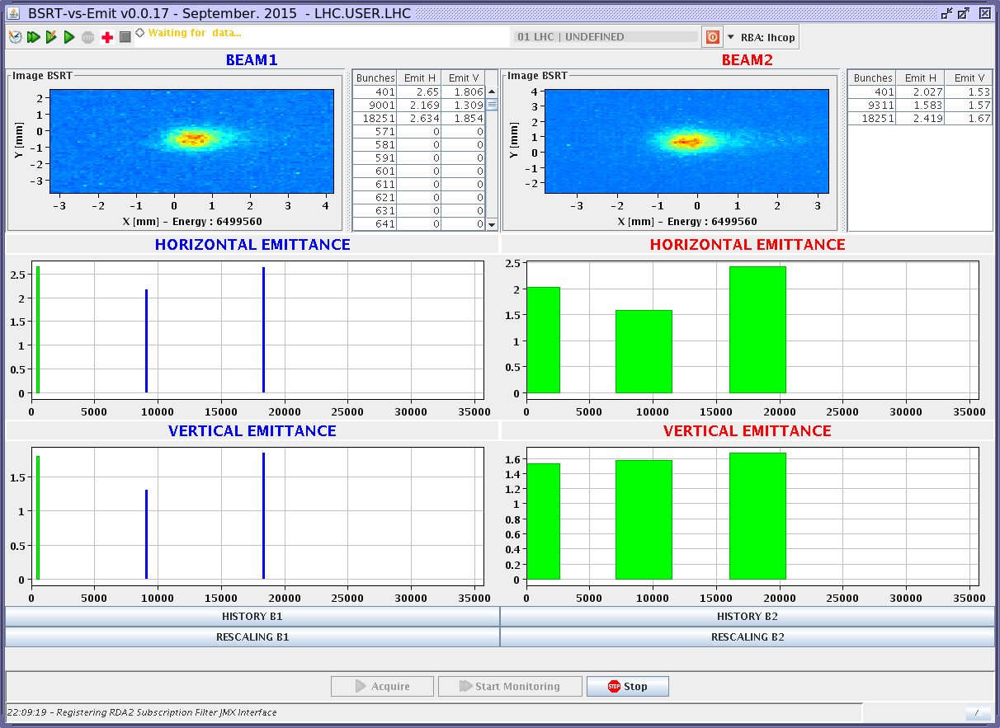 BSRT-vs-Emit v0.0.17 - September. 2015 - LHC.USER.LHC
Waiting for data...
01 LHC | UNDEFINED
RBA: lhcop
BEAM1
BEAM2
Image BSRT
2
1
0
-1
-2
-3
Y [mm]
-3 -2 -1 0 1 2 3 4
X [mm] - Energy : 6499560
Bunches Emit H Emit V
401 2.65 1.806
9001 2.169 1.309
18251 2.634 1.854
571 0 0
581 0 0
591 0 0
601 0 0
611 0 0
621 0 0
631 0 0
641 0 0
Image BSRT
4
3
2
1
0
-1
-2
Y [mm]
-3 -2 -1 0 1 2 3
X [mm] - Energy : 6499560
Bunches Emit H Emit V
401 2.027 1.53
9311 1.583 1.57
18251 2.419 1.67
HORIZONTAL EMITTANCE
2.5
2
1.5
1
0.5
0
0 5000 10000 15000 20000 25000 30000 35000
HORIZONTAL EMITTANCE
2.5
2
1.5
1
0.5
0
0 5000 10000 15000 20000 25000 30000 35000
VERTICAL EMITTANCE
1.5
1
0.5
0
0 5000 10000 15000 20000 25000 30000 35000
VERTICAL EMITTANCE
1.6
1.4
1.2
1
0.8
0.6
0.4
0.2
0
0 5000 10000 15000 20000 25000 30000 35000
HISTORY B1
HISTORY B2
RESCALING B1
RESCALING B2
Acquire
Start Monitoring
STOP Stop
22:09:19 - Registering RDA2 Subscription Filter JMX Interface
/